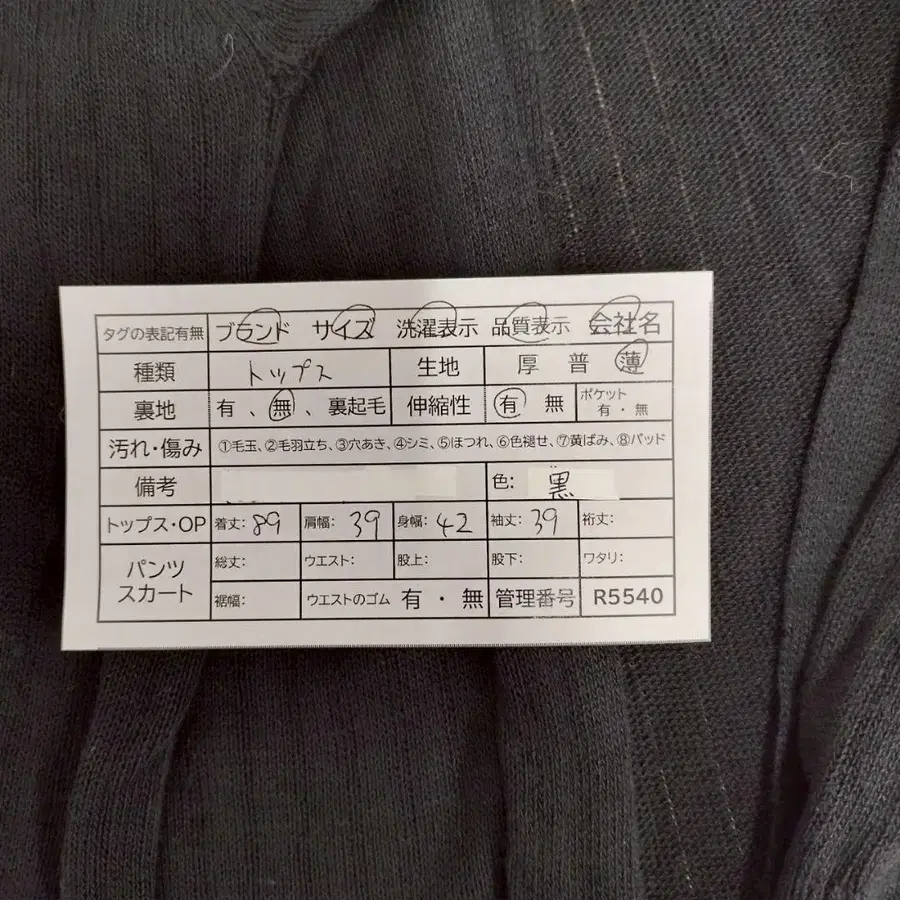 タグの表記有無 ブランド サイズ 洗濯表示 品質表示 会社名
種類 トップス 生地 厚 普 薄
裏地 有、無、裏起毛 伸縮性 有 無 ポケット 有・無
汚れ・傷み ①毛玉、②毛羽立ち、③穴あき、④シミ、⑤ほつれ、⑥色褪せ、⑦黄ばみ、⑧パッド
備考 色: 黒
トップス・OP 着丈: 89 肩幅: 39 身幅: 42 袖丈: 39 裄丈:
パンツ スカート 総丈: ウエスト: 股上: 股下: ワタリ:
裾幅: ウエストのゴム 有・無 管理番号 R5540